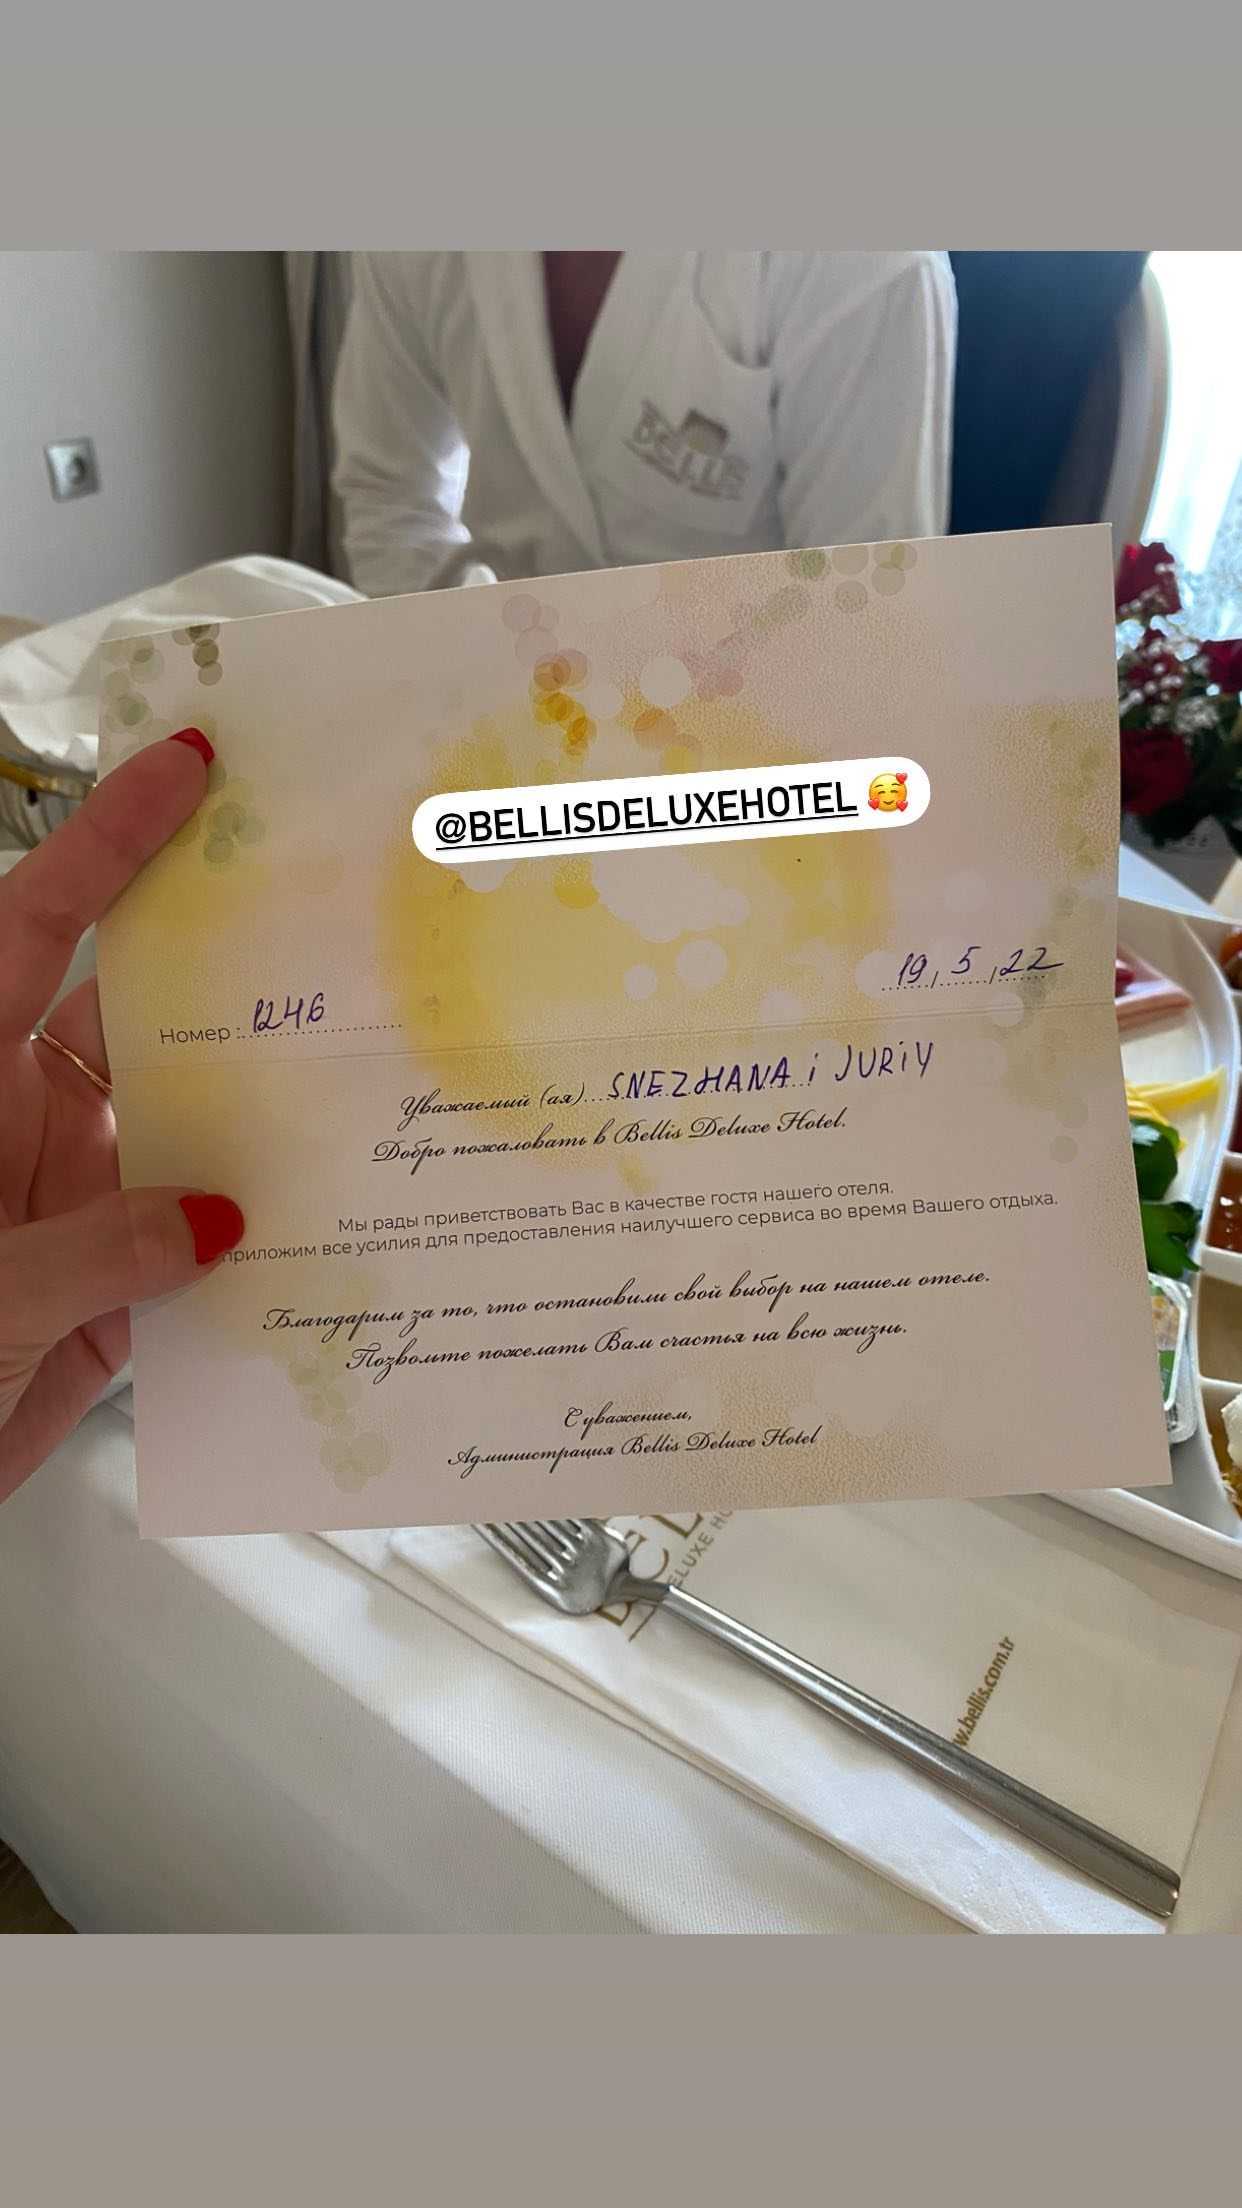 BELLIS
@BELLISDELUXEHOTEL 🥰
19,5,22
Номер: 1246
Уважаемый (ая) SNEZHANA i JURiY
Добро пожаловать в Bellis Deluxe Hotel.
Мы рады приветствовать Вас в качестве гостя нашего отеля.
приложим все усилия для предоставления наилучшего сервиса во время Вашего отдыха.
Благодарим за то, что остановили свой выбор на нашем отеле.
Позвольте пожелать Вам счастья на всю жизнь.
С уважением,
Администрация Bellis Deluxe Hotel
ELUXE HO
w.bellis.com.tr